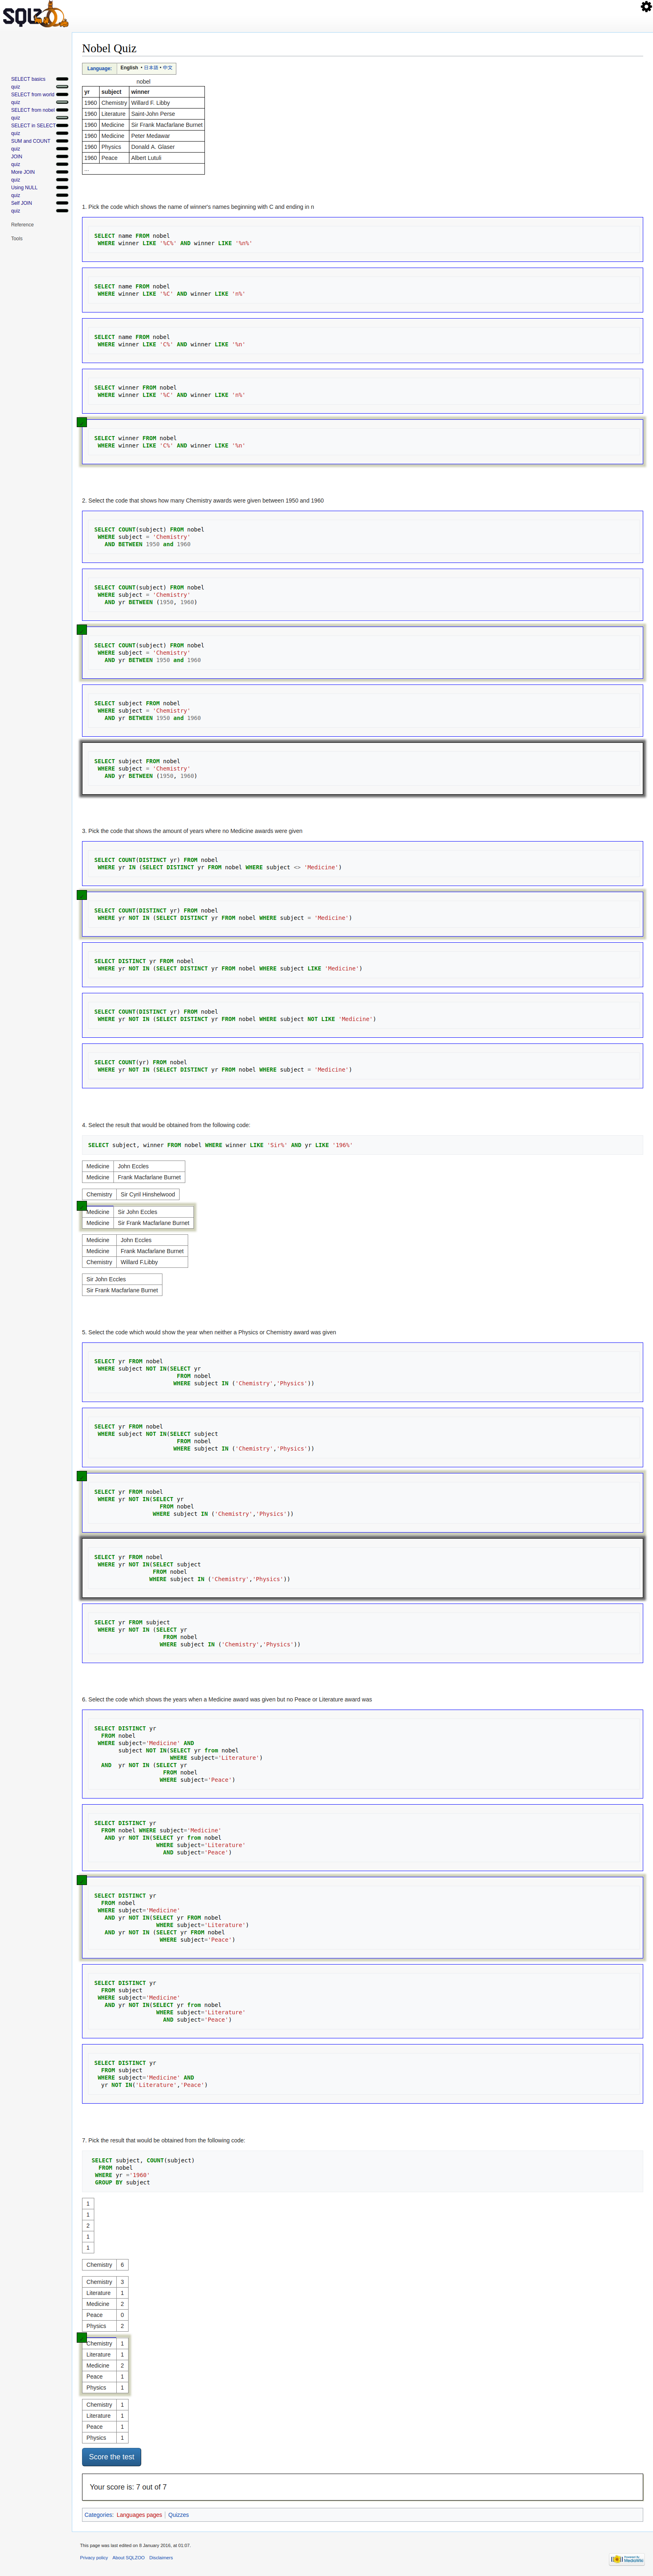 SQLZOO
SELECT basics
quiz
SELECT from world
quiz
SELECT from nobel
quiz
SELECT in SELECT
quiz
SUM and COUNT
quiz
JOIN
quiz
More JOIN
quiz
Using NULL
quiz
Self JOIN
quiz
Reference
Tools
Nobel Quiz
Language: English • 日本語 • 中文
nobel
yr subject winner
1960 Chemistry Willard F. Libby
1960 Literature Saint-John Perse
1960 Medicine Sir Frank Macfarlane Burnet
1960 Medicine Peter Medawar
1960 Physics Donald A. Glaser
1960 Peace Albert Lutuli
...
1. Pick the code which shows the name of winner's names beginning with C and ending in n
SELECT name FROM nobel
WHERE winner LIKE '%C%' AND winner LIKE '%n%'
SELECT name FROM nobel
WHERE winner LIKE '%C' AND winner LIKE 'n%'
SELECT name FROM nobel
WHERE winner LIKE 'C%' AND winner LIKE '%n'
SELECT winner FROM nobel
WHERE winner LIKE '%C' AND winner LIKE 'n%'
SELECT winner FROM nobel
WHERE winner LIKE 'C%' AND winner LIKE '%n'
2. Select the code that shows how many Chemistry awards were given between 1950 and 1960
SELECT COUNT(subject) FROM nobel
WHERE subject = 'Chemistry'
AND BETWEEN 1950 and 1960
SELECT COUNT(subject) FROM nobel
WHERE subject = 'Chemistry'
AND yr BETWEEN (1950, 1960)
SELECT COUNT(subject) FROM nobel
WHERE subject = 'Chemistry'
AND yr BETWEEN 1950 and 1960
SELECT subject FROM nobel
WHERE subject = 'Chemistry'
AND yr BETWEEN 1950 and 1960
SELECT subject FROM nobel
WHERE subject = 'Chemistry'
AND yr BETWEEN (1950, 1960)
3. Pick the code that shows the amount of years where no Medicine awards were given
SELECT COUNT(DISTINCT yr) FROM nobel
WHERE yr IN (SELECT DISTINCT yr FROM nobel WHERE subject <> 'Medicine')
SELECT COUNT(DISTINCT yr) FROM nobel
WHERE yr NOT IN (SELECT DISTINCT yr FROM nobel WHERE subject = 'Medicine')
SELECT DISTINCT yr FROM nobel
WHERE yr NOT IN (SELECT DISTINCT yr FROM nobel WHERE subject LIKE 'Medicine')
SELECT COUNT(DISTINCT yr) FROM nobel
WHERE yr NOT IN (SELECT DISTINCT yr FROM nobel WHERE subject NOT LIKE 'Medicine')
SELECT COUNT(yr) FROM nobel
WHERE yr NOT IN (SELECT DISTINCT yr FROM nobel WHERE subject = 'Medicine')
4. Select the result that would be obtained from the following code:
SELECT subject, winner FROM nobel WHERE winner LIKE 'Sir%' AND yr LIKE '196%'
Medicine John Eccles
Medicine Frank Macfarlane Burnet
Chemistry Sir Cyril Hinshelwood
Medicine Sir John Eccles
Medicine Sir Frank Macfarlane Burnet
Medicine John Eccles
Medicine Frank Macfarlane Burnet
Chemistry Willard F.Libby
Sir John Eccles
Sir Frank Macfarlane Burnet
5. Select the code which would show the year when neither a Physics or Chemistry award was given
SELECT yr FROM nobel
WHERE subject NOT IN(SELECT yr
FROM nobel
WHERE subject IN ('Chemistry','Physics'))
SELECT yr FROM nobel
WHERE subject NOT IN(SELECT subject
FROM nobel
WHERE subject IN ('Chemistry','Physics'))
SELECT yr FROM nobel
WHERE yr NOT IN(SELECT yr
FROM nobel
WHERE subject IN ('Chemistry','Physics'))
SELECT yr FROM nobel
WHERE yr NOT IN(SELECT subject
FROM nobel
WHERE subject IN ('Chemistry','Physics'))
SELECT yr FROM subject
WHERE yr NOT IN (SELECT yr
FROM nobel
WHERE subject IN ('Chemistry','Physics'))
6. Select the code which shows the years when a Medicine award was given but no Peace or Literature award was
SELECT DISTINCT yr
FROM nobel
WHERE subject='Medicine' AND
subject NOT IN(SELECT yr from nobel
WHERE subject='Literature')
AND yr NOT IN (SELECT yr
FROM nobel
WHERE subject='Peace')
SELECT DISTINCT yr
FROM nobel WHERE subject='Medicine'
AND yr NOT IN(SELECT yr from nobel
WHERE subject='Literature'
AND subject='Peace')
SELECT DISTINCT yr
FROM nobel
WHERE subject='Medicine'
AND yr NOT IN(SELECT yr FROM nobel
WHERE subject='Literature')
AND yr NOT IN (SELECT yr FROM nobel
WHERE subject='Peace')
SELECT DISTINCT yr
FROM subject
WHERE subject='Medicine'
AND yr NOT IN(SELECT yr from nobel
WHERE subject='Literature'
AND subject='Peace')
SELECT DISTINCT yr
FROM subject
WHERE subject='Medicine' AND
yr NOT IN('Literature','Peace')
7. Pick the result that would be obtained from the following code:
SELECT subject, COUNT(subject)
FROM nobel
WHERE yr ='1960'
GROUP BY subject
1
1
2
1
1
Chemistry 6
Chemistry 3
Literature 1
Medicine 2
Peace 0
Physics 2
Chemistry 1
Literature 1
Medicine 2
Peace 1
Physics 1
Chemistry 1
Literature 1
Peace 1
Physics 1
Score the test
Your score is: 7 out of 7
Categories: Languages pages | Quizzes
This page was last edited on 8 January 2016, at 01:07.
Privacy policy About SQLZOO Disclaimers
Powered By
MediaWiki